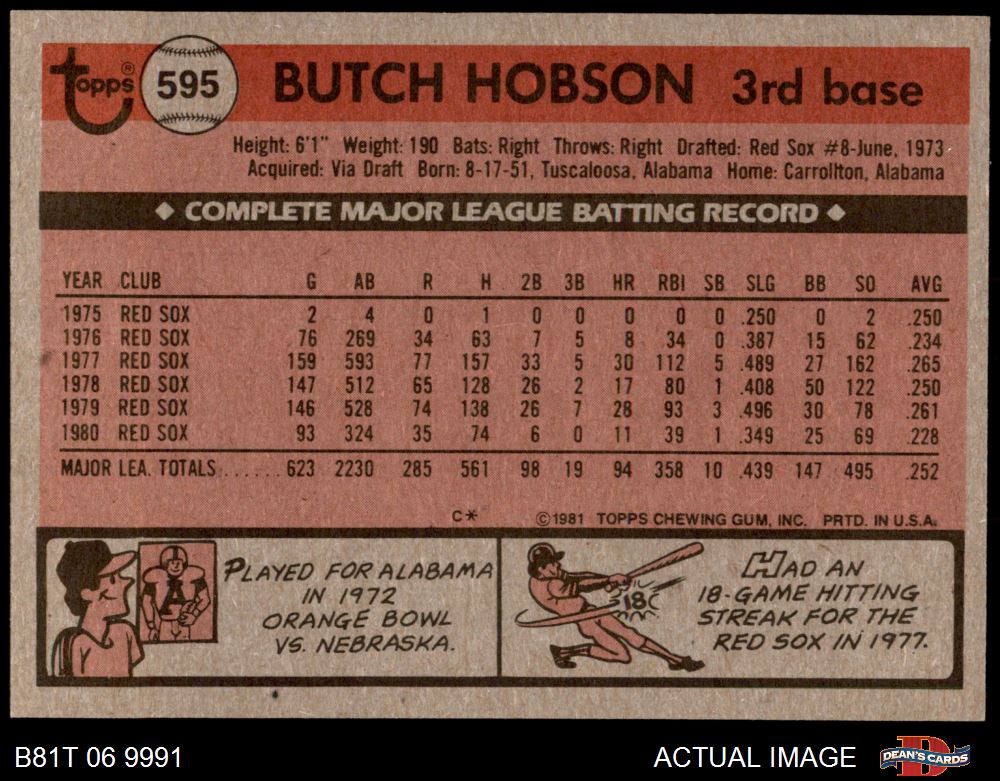 topps® 595 BUTCH HOBSON 3rd base
Height: 6'1" Weight: 190 Bats: Right Throws: Right Drafted: Red Sox #8-June, 1973
Acquired: Via Draft Born: 8-17-51, Tuscaloosa, Alabama Home: Carrollton, Alabama
◆ COMPLETE MAJOR LEAGUE BATTING RECORD ◆
YEAR CLUB G AB R H 2B 3B HR RBI SB SLG BB SO AVG
1975 RED SOX 2 4 0 1 0 0 0 0 0 .250 0 2 .250
1976 RED SOX 76 269 34 63 7 5 8 34 0 .387 15 62 .234
1977 RED SOX 159 593 77 157 33 5 30 112 5 .489 27 162 .265
1978 RED SOX 147 512 65 128 26 2 17 80 1 .408 50 122 .250
1979 RED SOX 146 528 74 138 26 7 28 93 3 .496 30 78 .261
1980 RED SOX 93 324 35 74 6 0 11 39 1 .349 25 69 .228
MAJOR LEA. TOTALS...... 623 2230 285 561 98 19 94 358 10 .439 147 495 .252
C* ©1981 TOPPS CHEWING GUM, INC. PRTD. IN U.S.A.
A
PLAYED FOR ALABAMA
IN 1972
ORANGE BOWL
VS. NEBRASKA.
18
HAD AN
18-GAME HITTING
STREAK FOR THE
RED SOX IN 1977.
B81T 06 9991 ACTUAL IMAGE DEAN'S CARDS